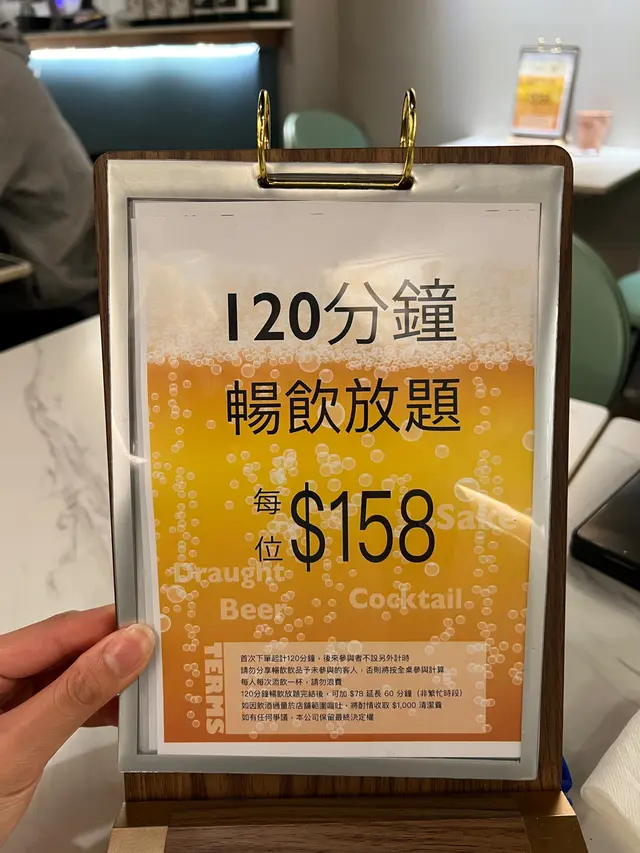 120分鐘
暢飲放題
每位 $158
Sake
Draught Beer
Cocktail
TERMS
首次下單起計120分鐘，後來參與者不設另外計時
請勿分享暢飲飲品予未參與的客人，否則將按全桌參與計算
每人每次添飲一杯，請勿浪費
120分鐘暢飲放題完結後，可加 $78 延長 60 分鐘（非繁忙時段）
如因飲酒過量於店舖範圍嘔吐，將酌情收取 $1,000 清潔費
如有任何爭議，本公司保留最終決定權